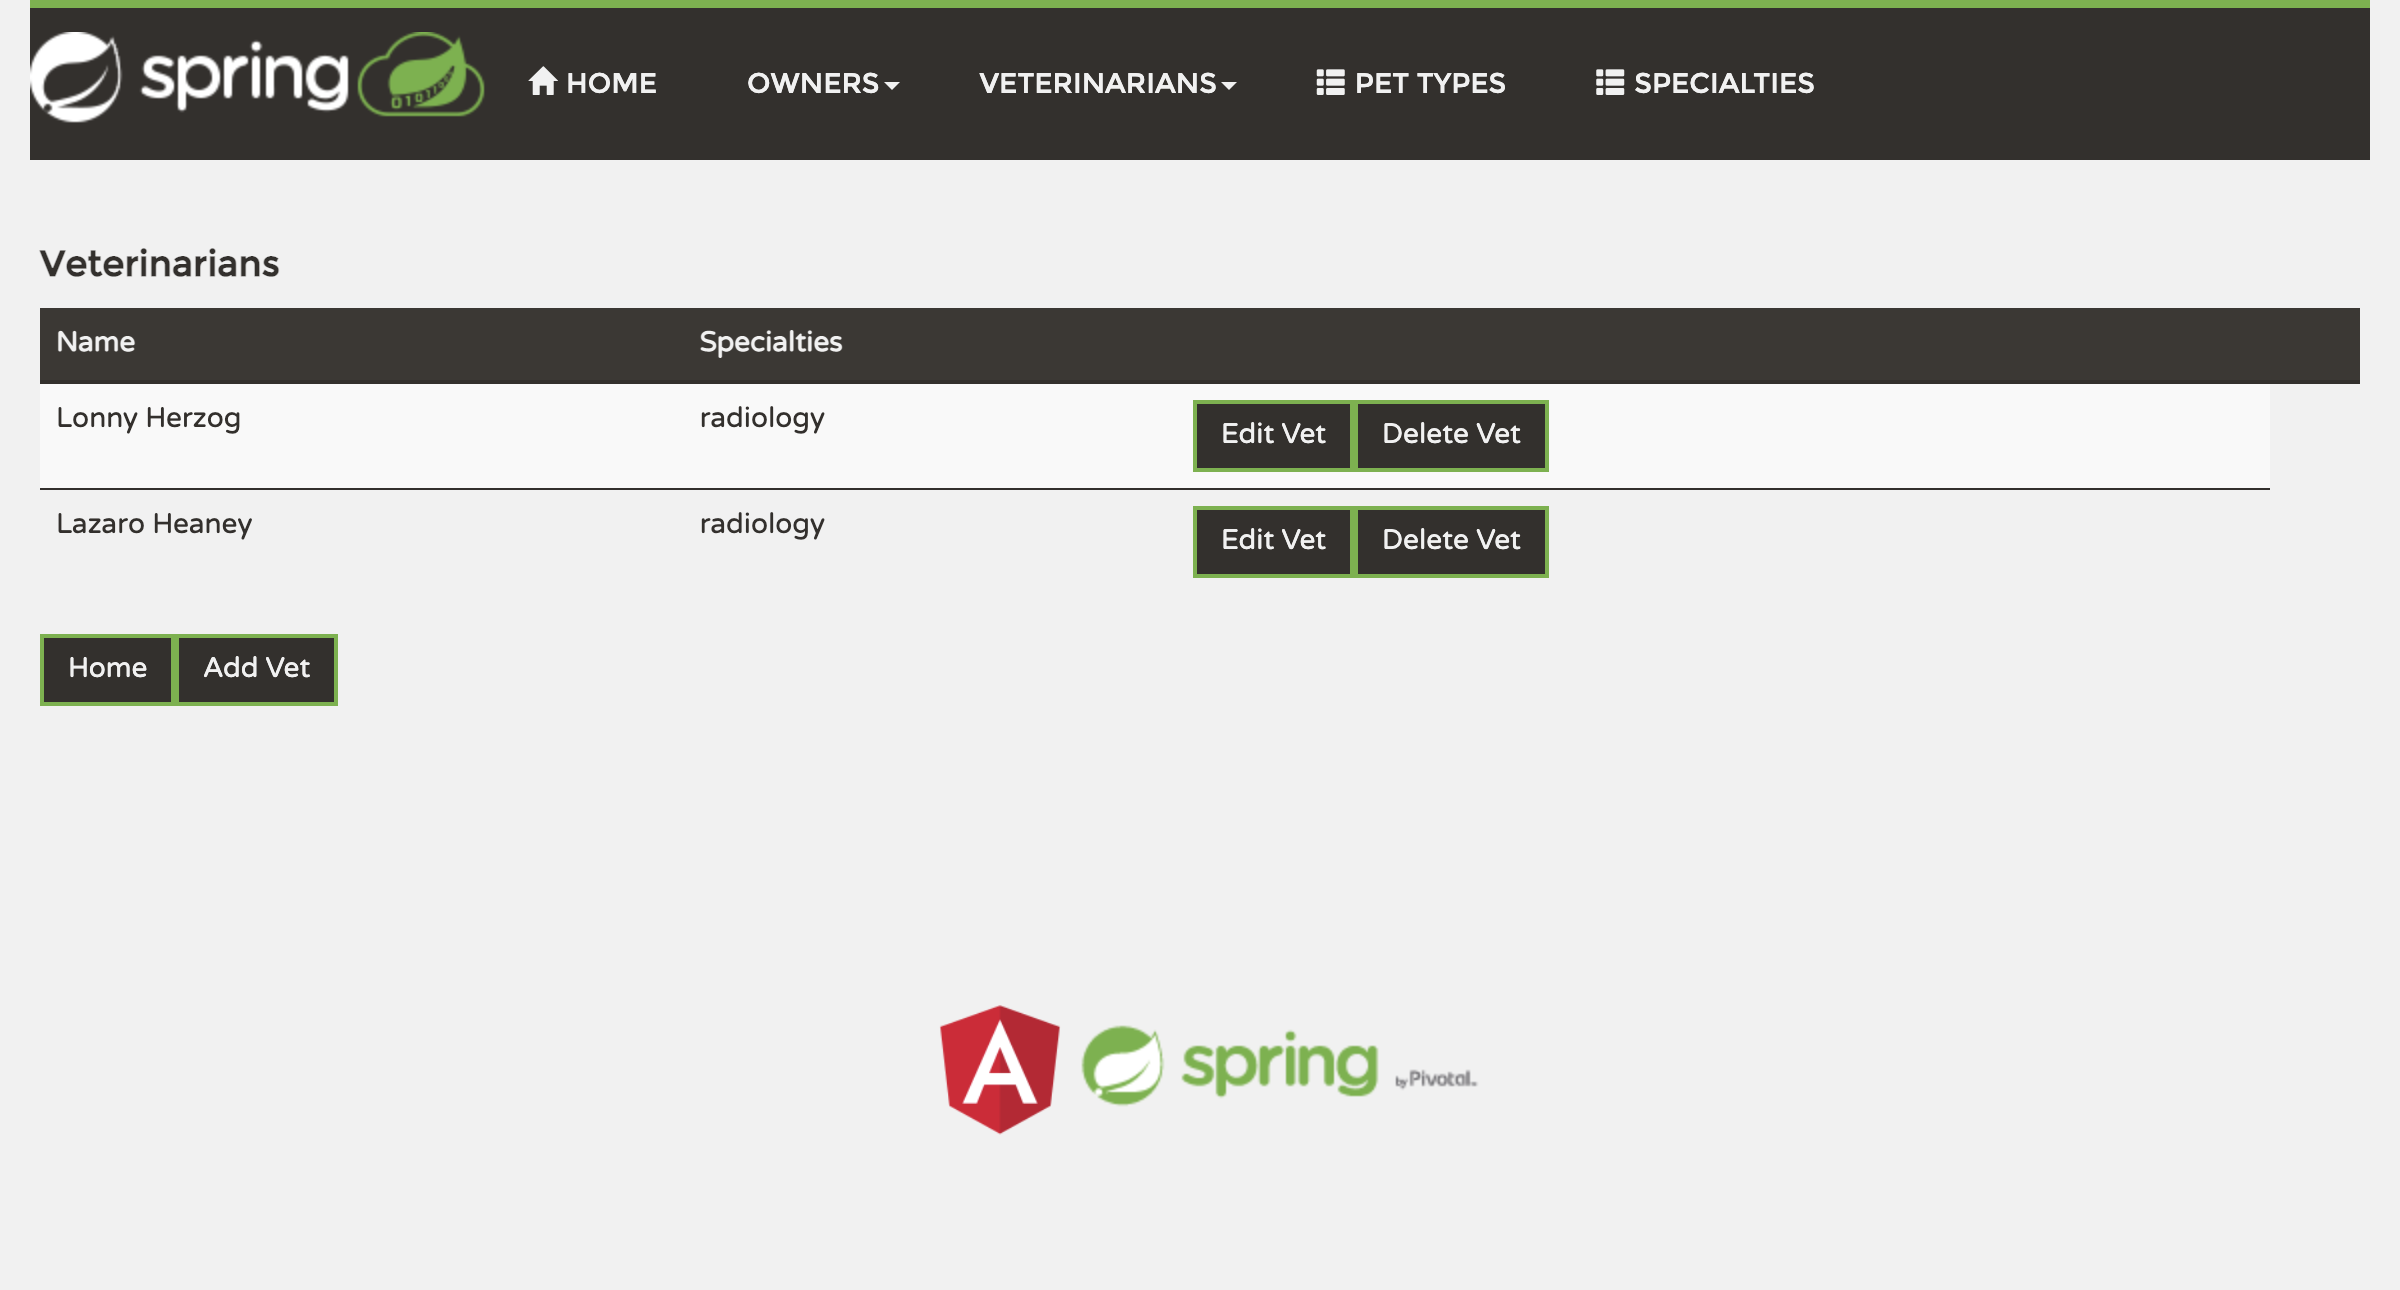 spring HOME OWNERS VETERINARIANS PET TYPES SPECIALTIES
Veterinarians
Name Specialties
Lonny Herzog radiology Edit Vet Delete Vet
Lazaro Heaney radiology Edit Vet Delete Vet
Home Add Vet
A spring by Pivotal